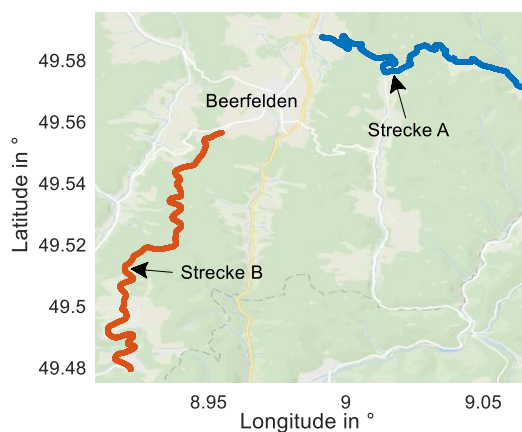 49.58
Beerfelden
Strecke A
49.56
49.54
Latitude in °
49.52
Strecke B
49.5
49.48
8.95
9
9.05
Longitude in °